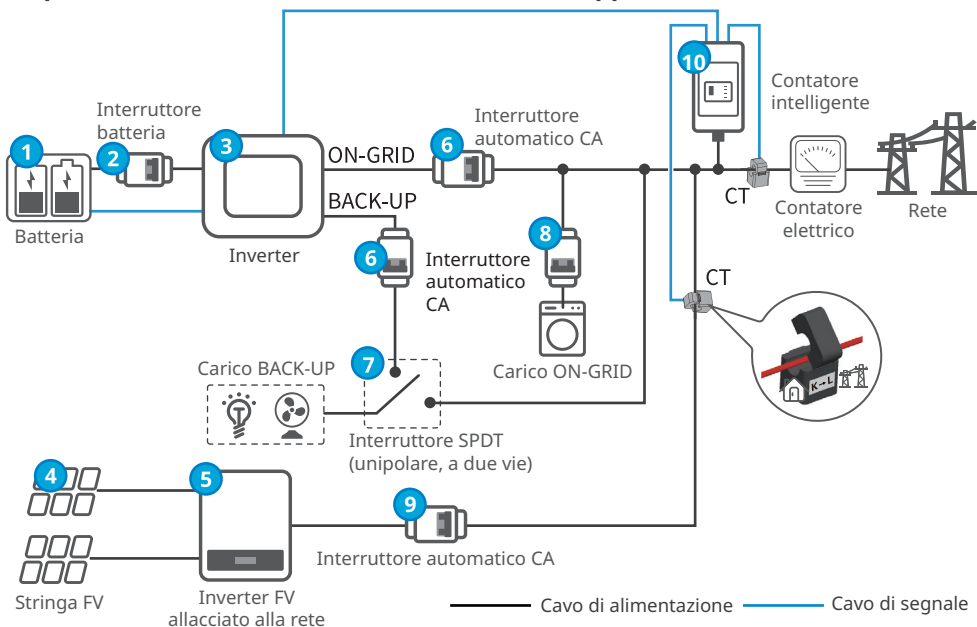 10
Contatore
intelligente
Interruttore
batteria
Interruttore
automatico CA
1
2
3
ON-GRID
6
BACK-UP
CT
Batteria
Inverter
Contatore
elettrico
Rete
6
Interruttore
automatico
CA
8
CT
Carico BACK-UP
7
Carico ON-GRID
K→L
Interruttore SPDT
(unipolare, a due vie)
4
5
9
Interruttore automatico CA
Stringa FV
Inverter FV
allacciato alla rete
Cavo di alimentazione
Cavo di segnale